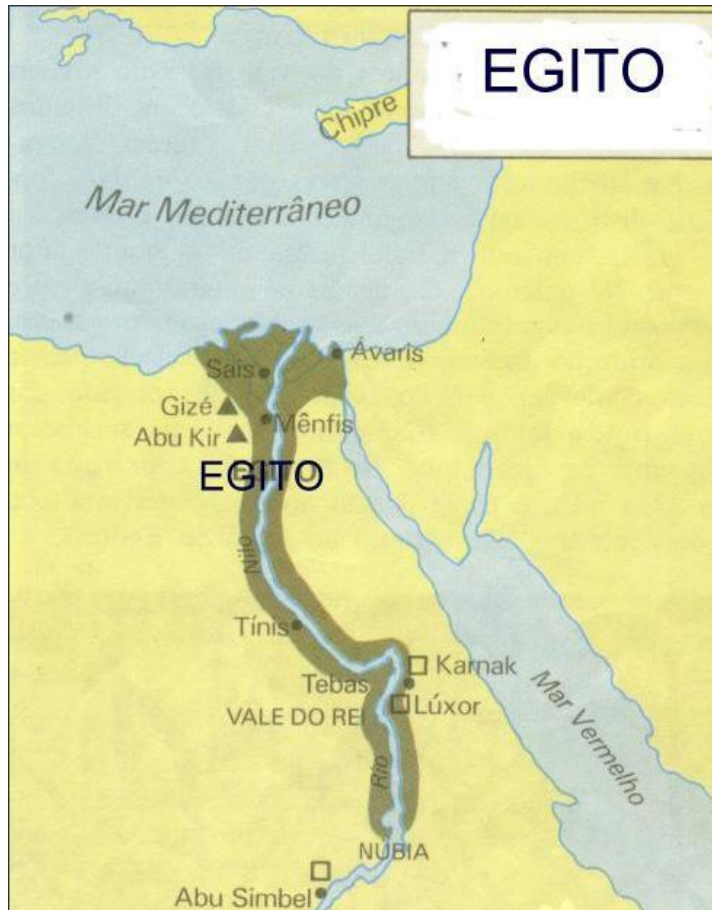 EGITO
Chipre
Mar Mediterrâneo
Ávaris
Sais
Gizé
Mênfis
Abu Kir
EGITO
Nilo
Tínis
Karnak
Tebas
Lúxor
VALE DO REI
Mar Vermelho
Rio
NÚBIA
Abu Simbel